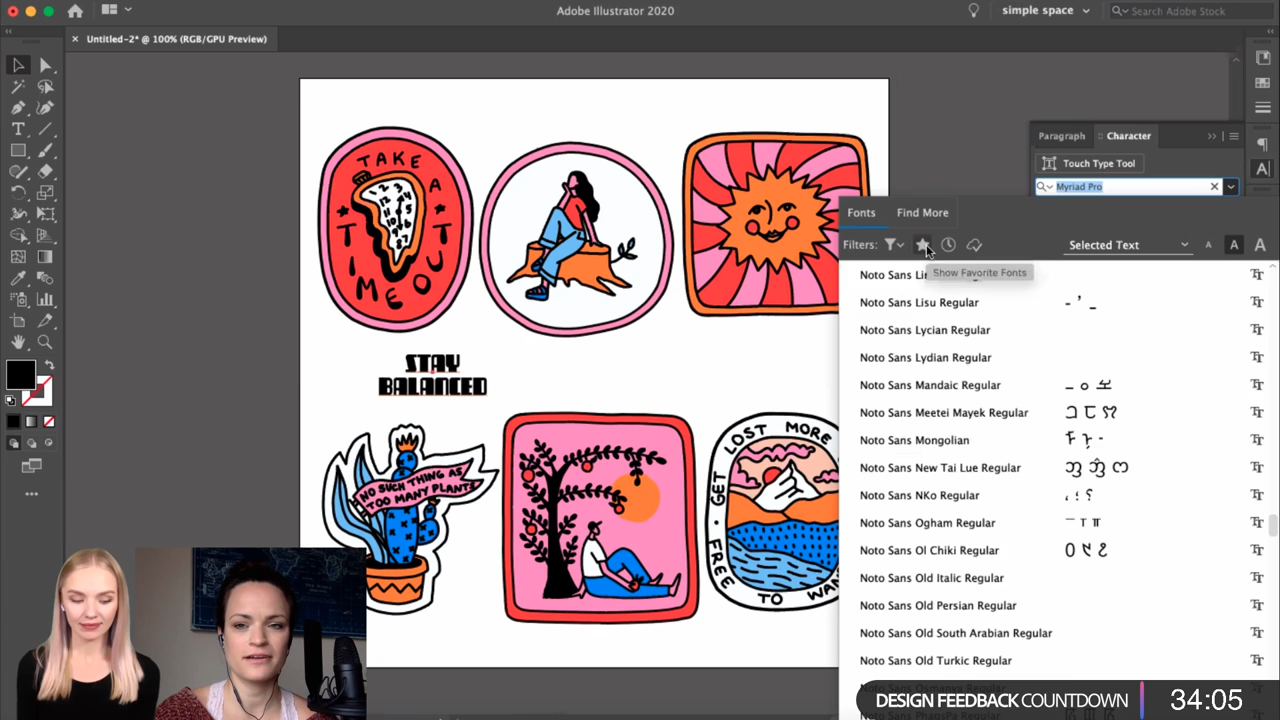 Adobe Illustrator 2020
simple space
Search Adobe Stock
Untitled-2* @ 100% (RGB/GPU Preview)
Paragraph
Character
Touch Type Tool
Myriad Pro
Fonts
Find More
Filters:
Selected Text
A
A
A
Show Favorite Fonts
Noto Sans Lisu Regular
Noto Sans Lycian Regular
Noto Sans Lydian Regular
Noto Sans Mandaic Regular
Noto Sans Meetei Mayek Regular
Noto Sans Mongolian
Noto Sans New Tai Lue Regular
Noto Sans NKo Regular
Noto Sans Ogham Regular
Noto Sans Ol Chiki Regular
Noto Sans Old Italic Regular
Noto Sans Old Persian Regular
Noto Sans Old South Arabian Regular
Noto Sans Old Turkic Regular
TAKE
A
TIME
OUT
12
STAY
BALANCED
NO SUCH THING AS
TOO MANY PLANTS
GET LOST MORE
FREE TO
DESIGN FEEDBACK COUNTDOWN
34:05